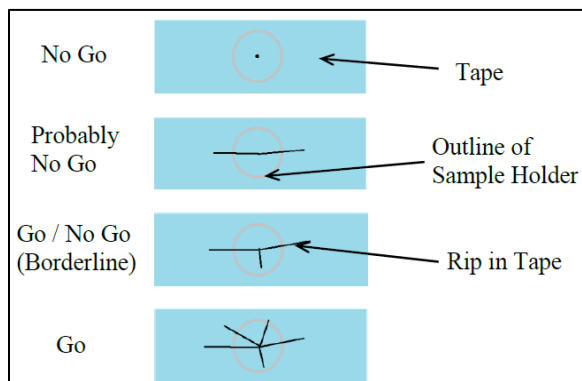 No Go
Tape
Probably
No Go
Outline of
Sample Holder
Go / No Go
(Borderline)
Rip in Tape
Go